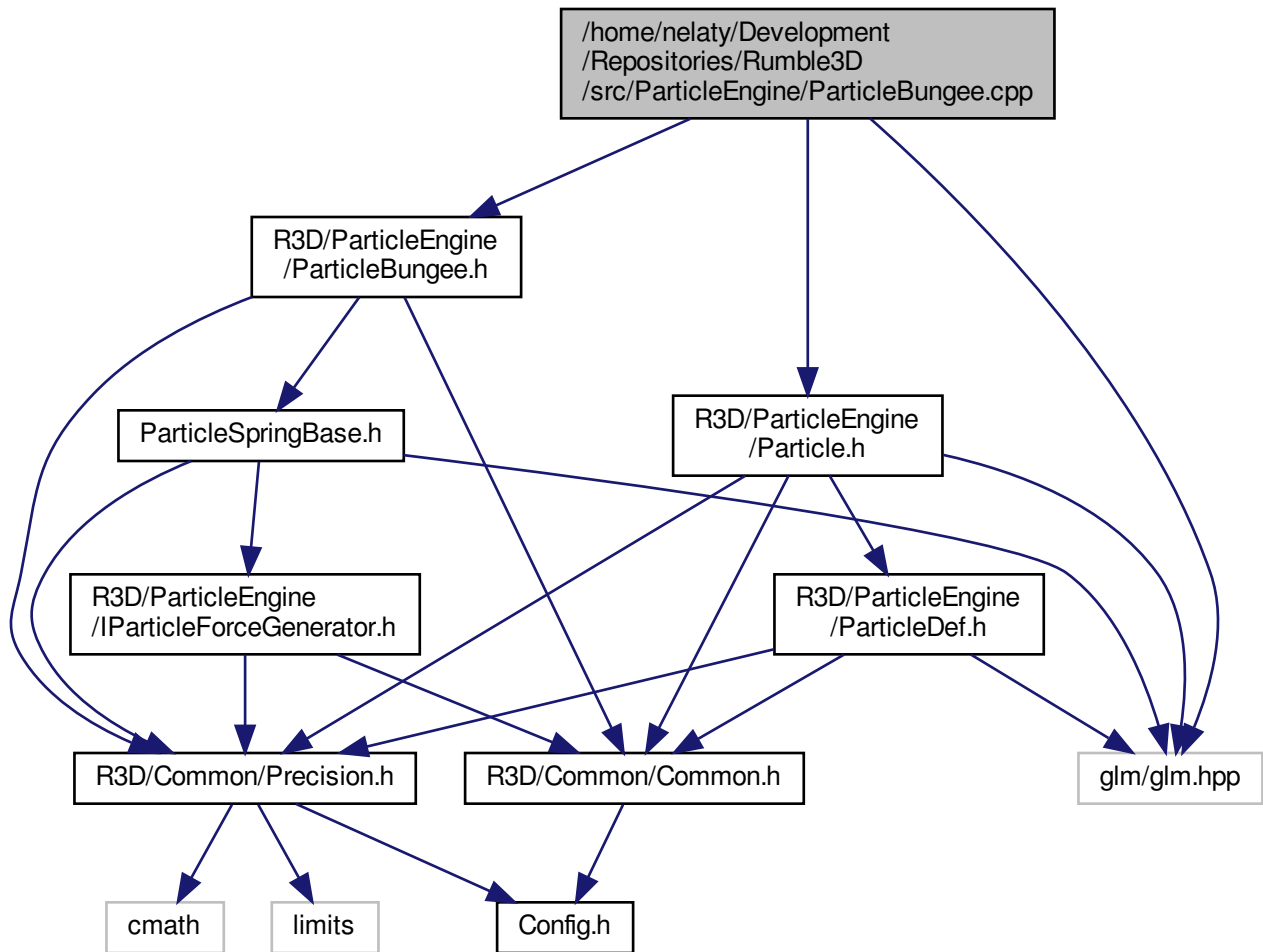 /home/nelaty/Development
/Repositories/Rumble3D
/src/ParticleEngine/ParticleBungee.cpp
R3D/ParticleEngine
/ParticleBungee.h
ParticleSpringBase.h
R3D/ParticleEngine
/Particle.h
R3D/ParticleEngine
/IParticleForceGenerator.h
R3D/ParticleEngine
/ParticleDef.h
R3D/Common/Precision.h
R3D/Common/Common.h
glm/glm.hpp
cmath
limits
Config.h